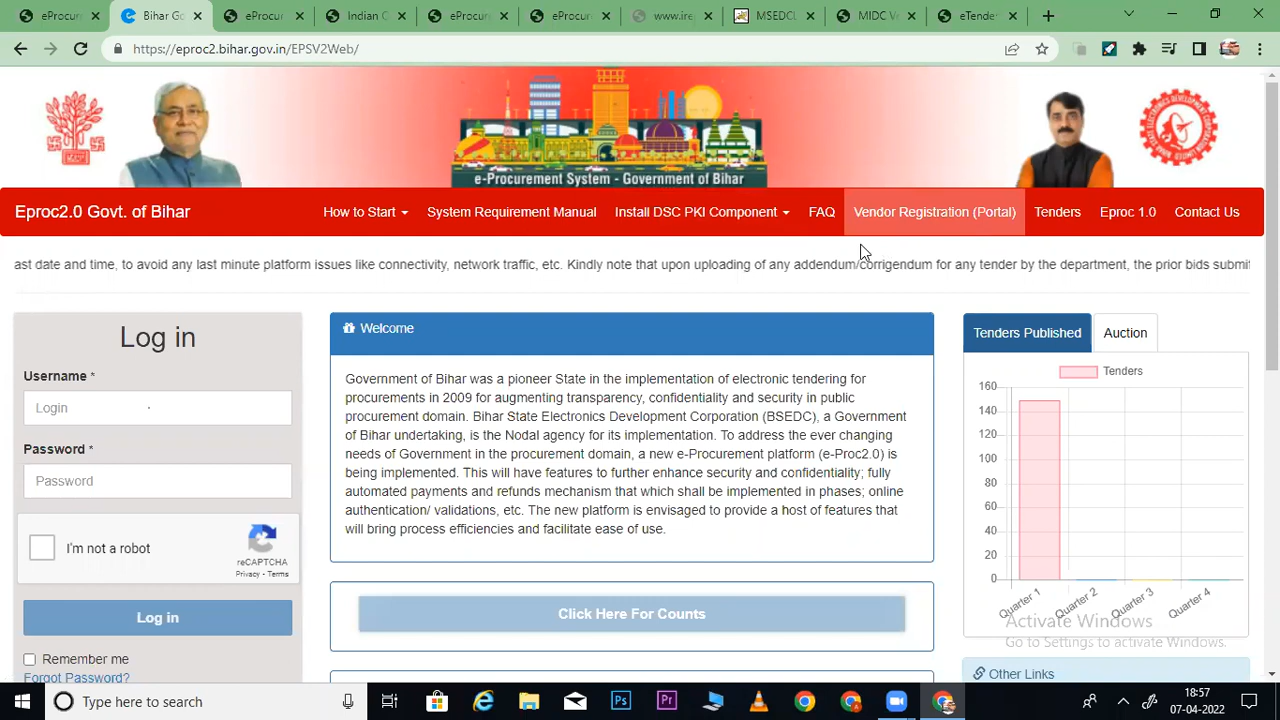 eProcu
Bihar Go
eProcur
Indian C
eProcur
eProcur
www.ire
MSEDCL
MIDC V
eTender
https://eproc2.bihar.gov.in/EPSV2Web/
e-Procurement System - Government of Bihar
Eproc2.0 Govt. of Bihar
How to Start
System Requirement Manual
Install DSC PKI Component
FAQ
Vendor Registration (Portal)
Tenders
Eproc 1.0
Contact Us
ast date and time, to avoid any last minute platform issues like connectivity, network traffic, etc. Kindly note that upon uploading of any addendum/corrigendum for any tender by the department, the prior bids submit
Log in
Username *
Login
Password *
Password
I'm not a robot
reCAPTCHA
Privacy - Terms
Log in
Remember me
Forgot Password?
Welcome
Government of Bihar was a pioneer State in the implementation of electronic tendering for
procurements in 2009 for augmenting transparency, confidentiality and security in public
procurement domain. Bihar State Electronics Development Corporation (BSEDC), a Government
of Bihar undertaking, is the Nodal agency for its implementation. To address the ever changing
needs of Government in the procurement domain, a new e-Procurement platform (e-Proc2.0) is
being implemented. This will have features to further enhance security and confidentiality; fully
automated payments and refunds mechanism that which shall be implemented in phases; online
authentication/ validations, etc. The new platform is envisaged to provide a host of features that
will bring process efficiencies and facilitate ease of use.
Click Here For Counts
Tenders Published
Auction
Tenders
160
140
120
100
80
60
40
20
0
Quarter 1
Quarter 2
Quarter 3
Quarter 4
Activate Windows
Go to Settings to activate Windows.
Other Links
Type here to search
Ps
Pr
18:57
07-04-2022